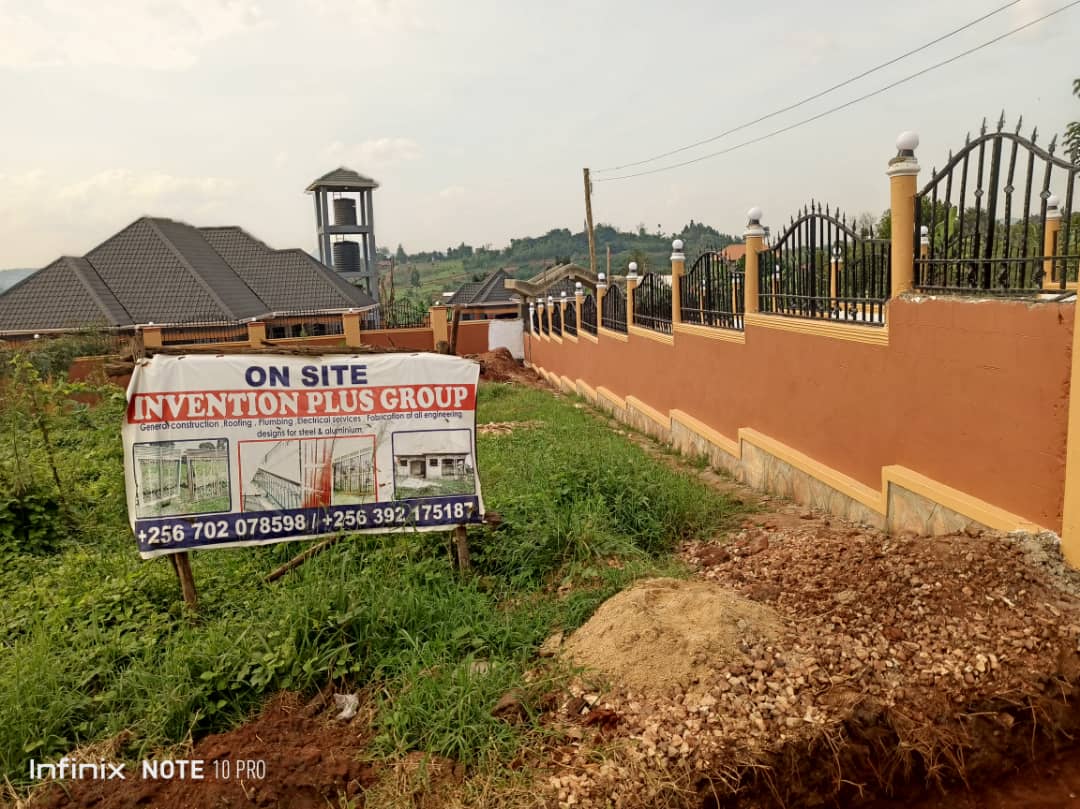 ON SITE
INVENTION PLUS GROUP
General construction , Roofing , Plumbing , Electrical services , Fabrication of all engineering
designs for steel & aluminium.
+256 702 078598 / +256 392 175187
Infinix NOTE 10 PRO